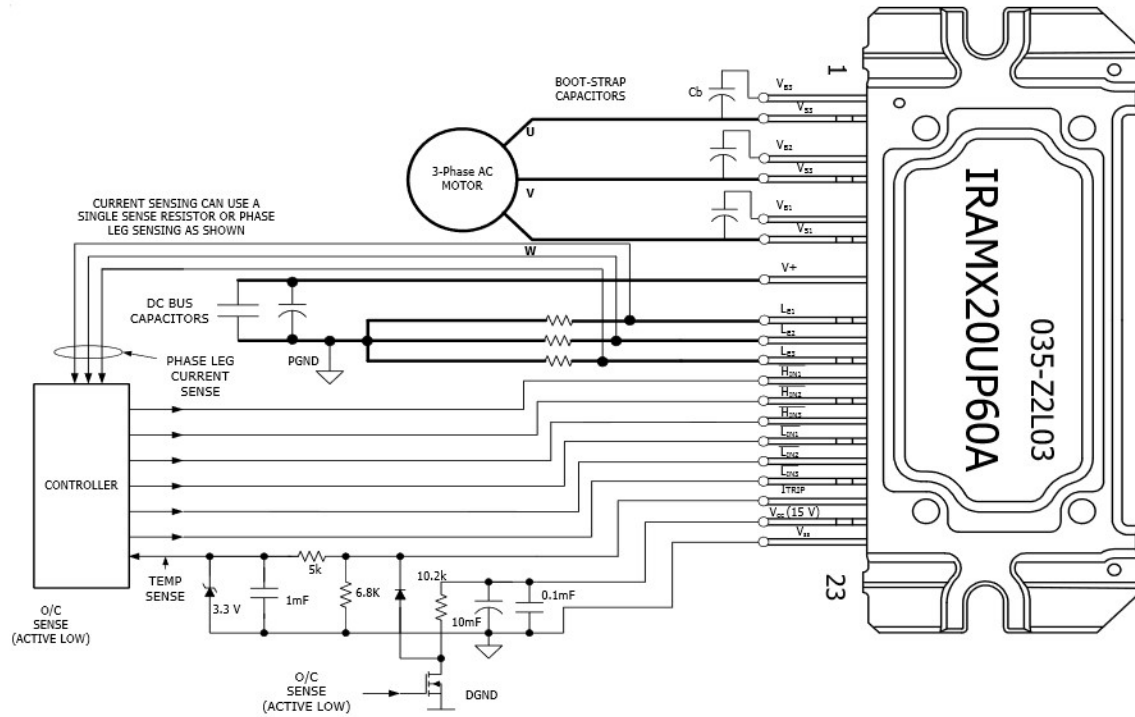 BOOT-STRAP
CAPACITORS
Cb
1
VB3
VS3
U
VB2
VS3
3-Phase AC
MOTOR
V
VB1
VS1
W
CURRENT SENSING CAN USE A
SINGLE SENSE RESISTOR OR PHASE
LEG SENSING AS SHOWN
V+
DC BUS
CAPACITORS
LE1
LE2
LE3
PGND
PHASE LEG
CURRENT
SENSE
HIN1
HIN2
HIN3
LIN1
LIN2
LIN3
ITRIP
VCC (15 V)
VSS
IRAMX20UP60A
035-Z2L03
23
CONTROLLER
TEMP
SENSE
5k
3.3 V
1mF
6.8K
10.2k
10mF
0.1mF
O/C
SENSE
(ACTIVE LOW)
O/C
SENSE
(ACTIVE LOW)
DGND